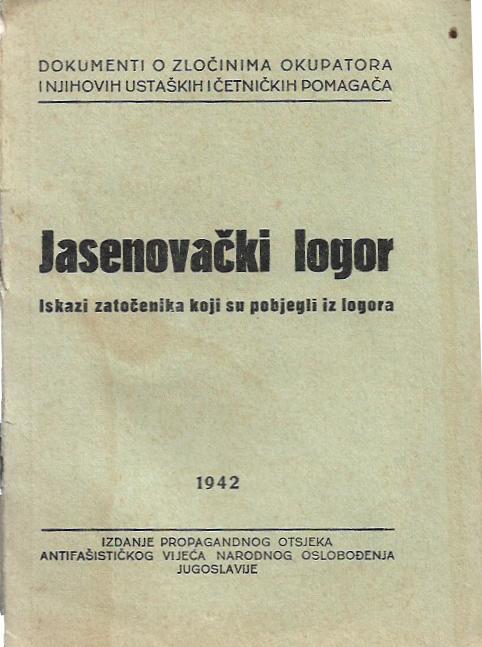 DOKUMENTI O ZLOČINIMA OKUPATORA
I NJIHOVIH USTAŠKIH I ČETNIČKIH POMAGAČA
Jasenovački logor
Iskazi zatočenika koji su pobjegli iz logora
1942
IZDANJE PROPAGANDNOG OTSJEKA
ANTIFAŠISTIČKOG VIJEĆA NARODNOG OSLOBOĐENJA
JUGOSLAVIJE